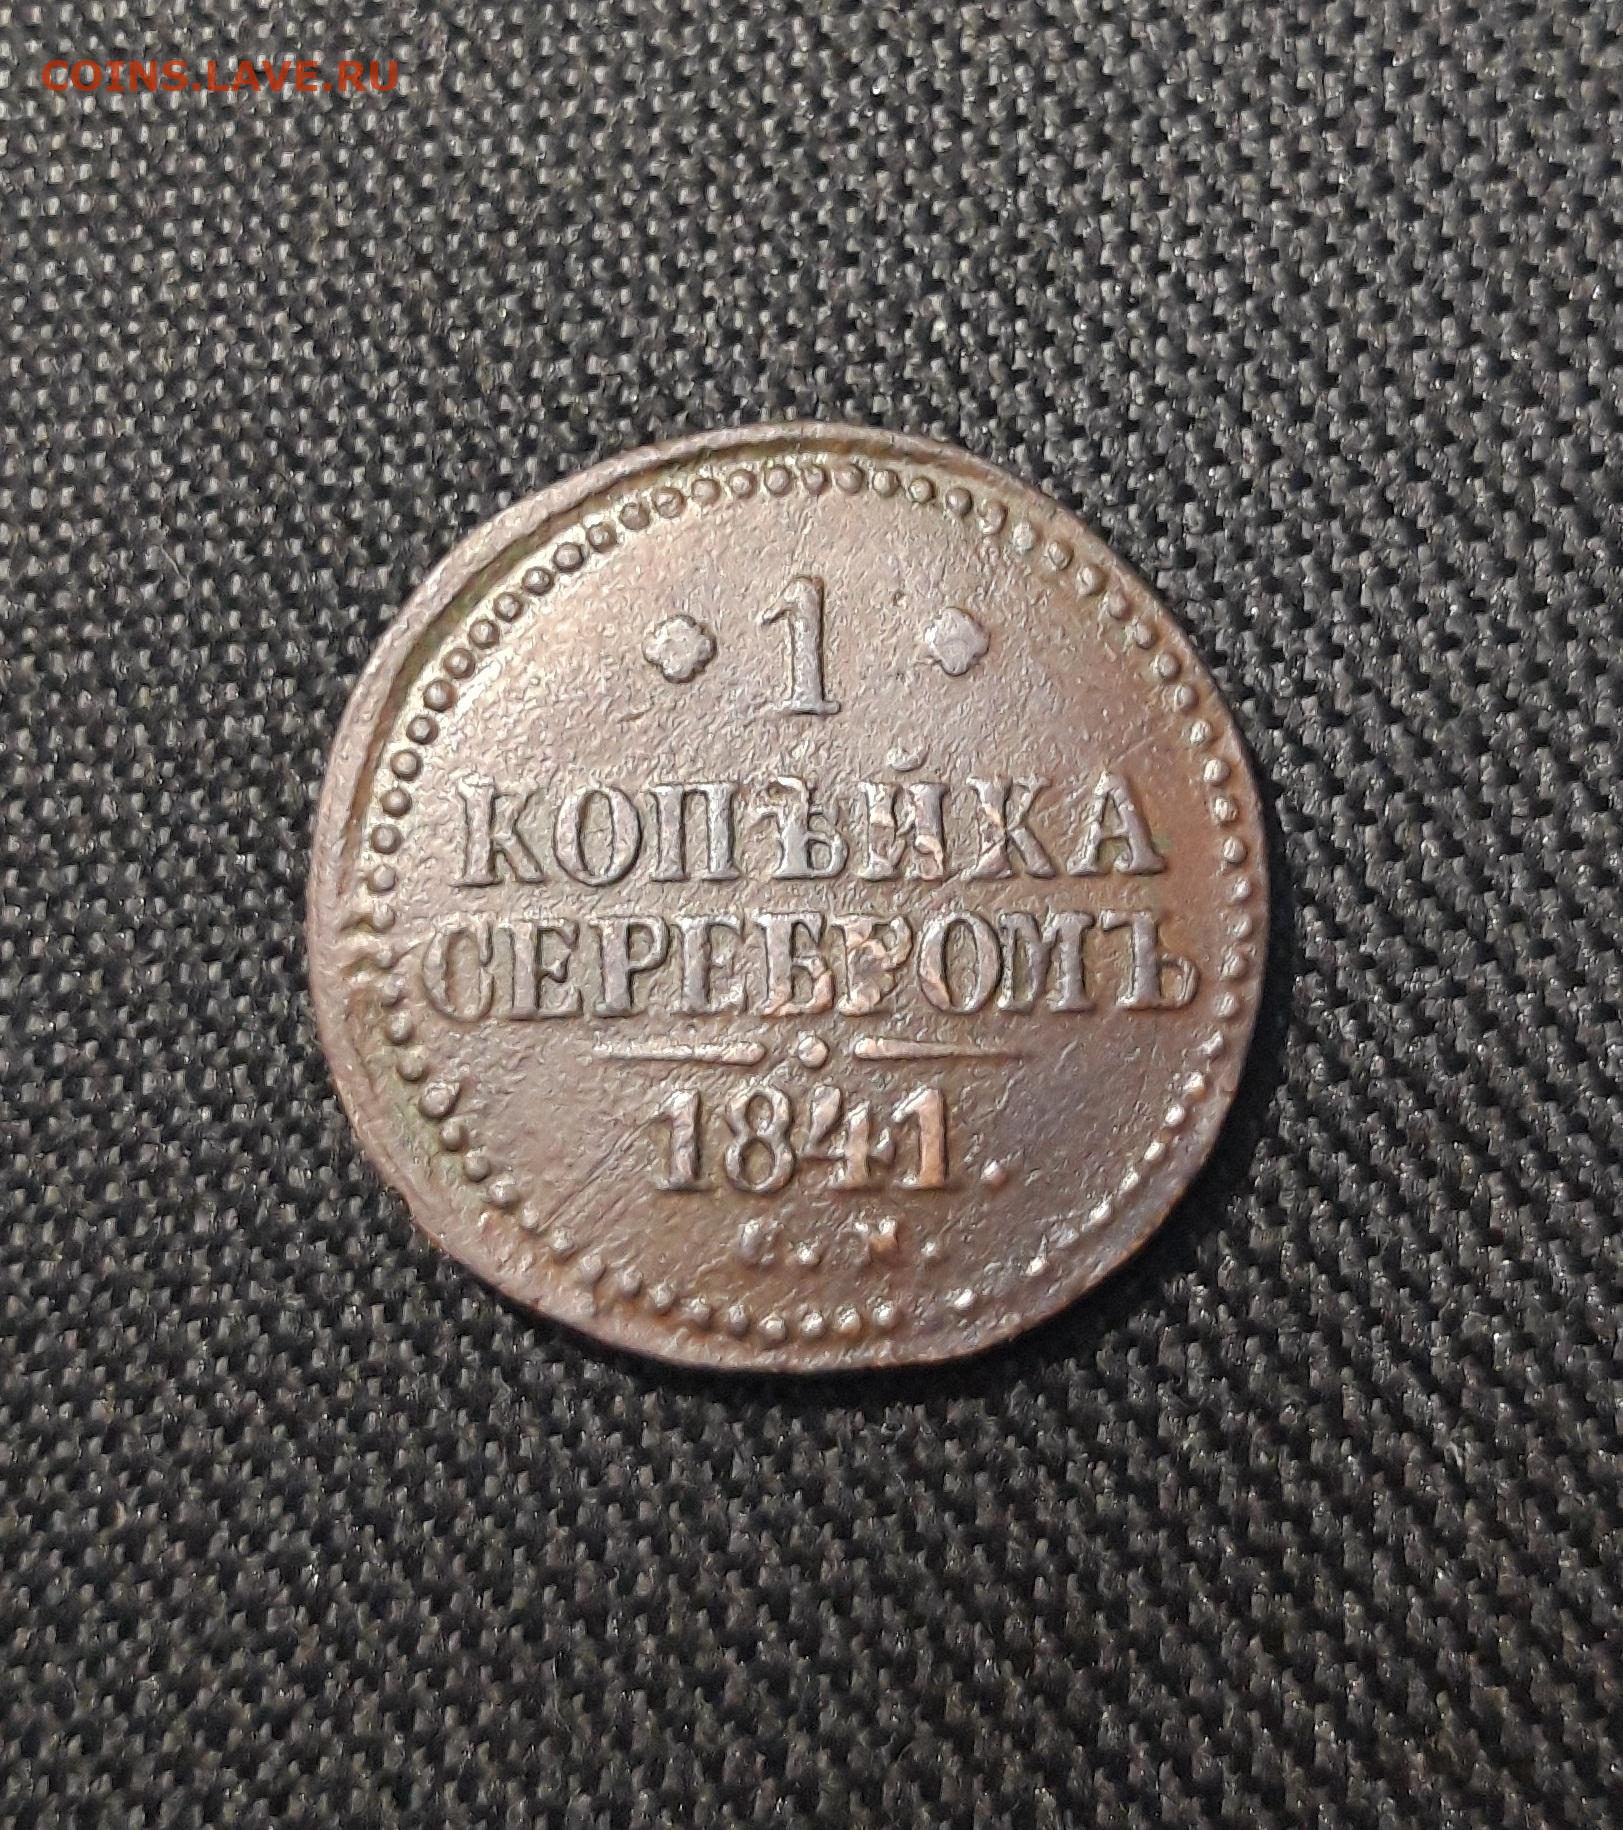 COINS.LAVE.RU
1
КОПѢЙКА
СЕРЕБРОМЪ
1841.
С. М.